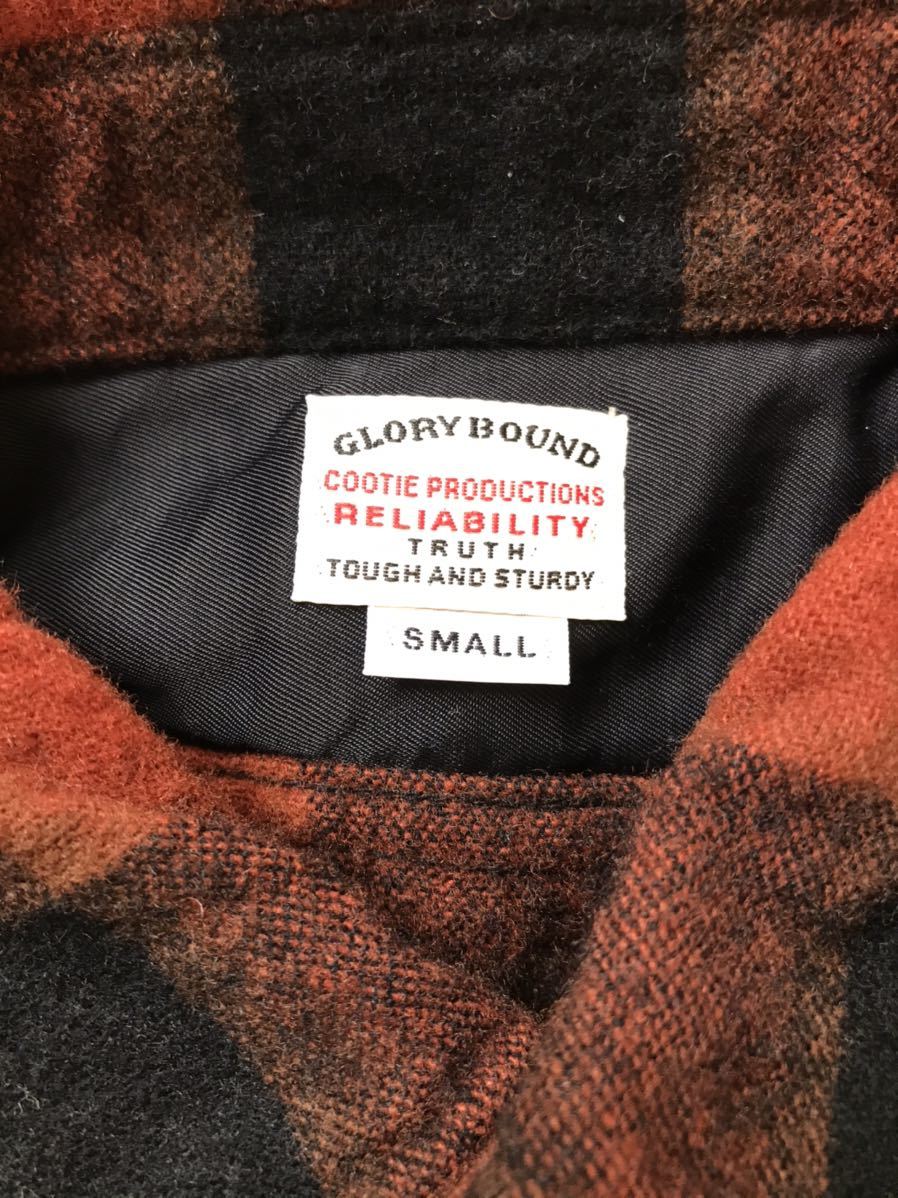 GLORY BOUND
COOTIE PRODUCTIONS
RELIABILITY
TRUTH
TOUGH AND STURDY
SMALL